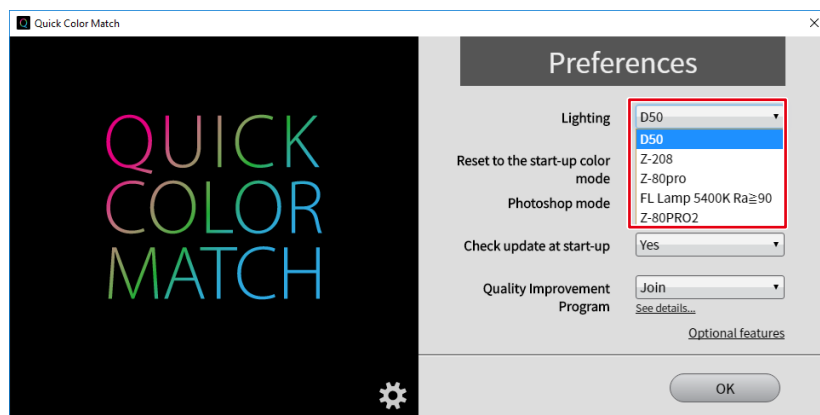 Quick Color Match
QUICK
COLOR
MATCH
Preferences
Lighting
D50
D50
Z-208
Z-80pro
FL Lamp 5400K Ra≧90
Z-80PRO2
Reset to the start-up color
mode
Photoshop mode
Check update at start-up
Yes
Quality Improvement
Program
Join
See details...
Optional features
OK